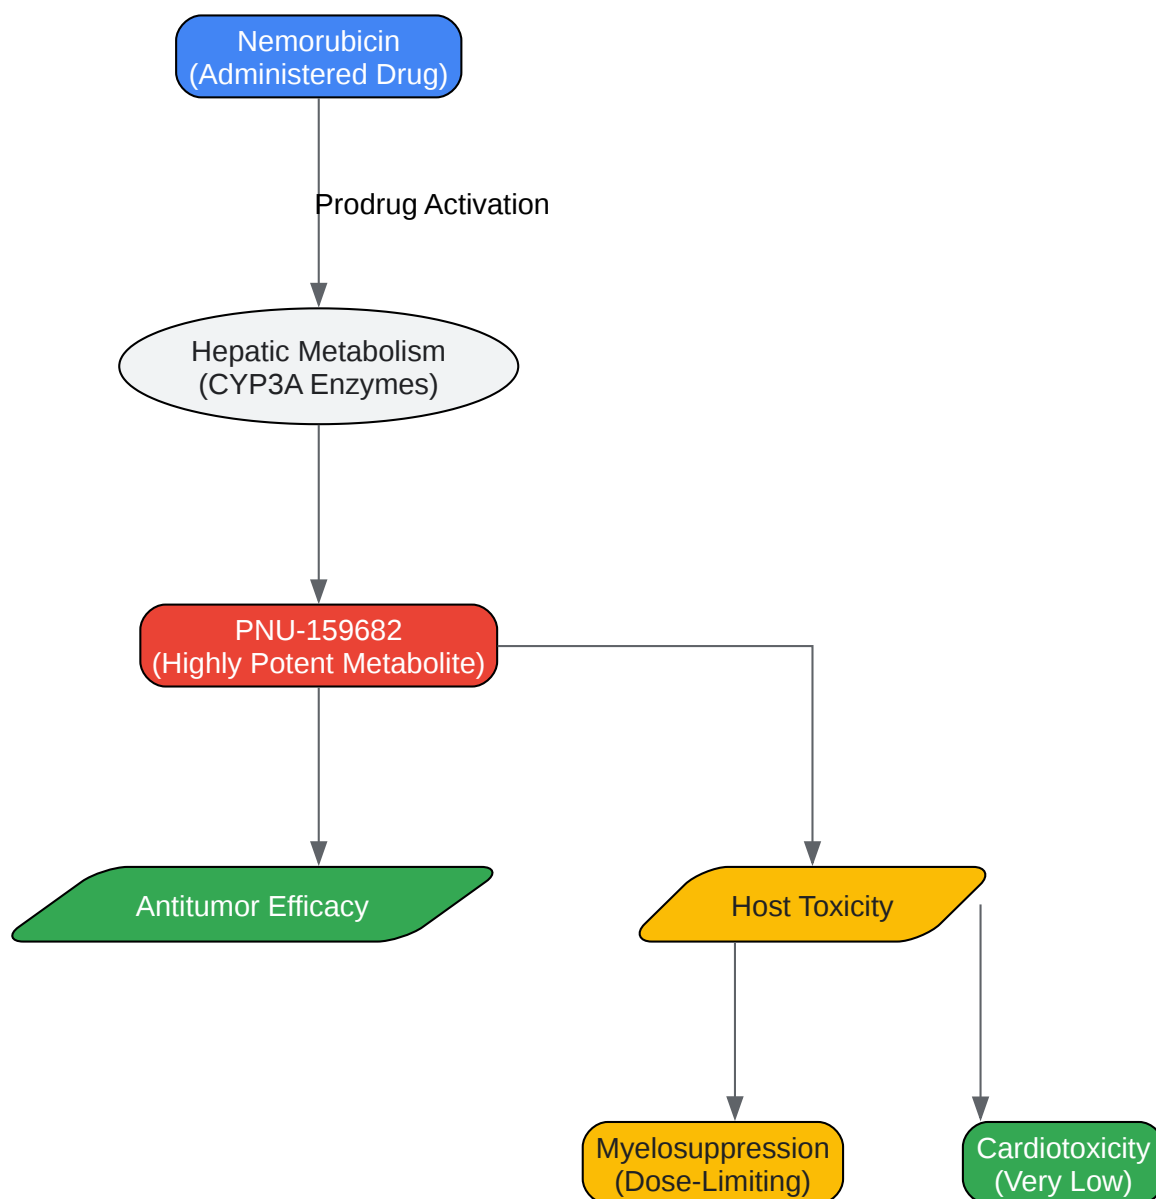 Nemorubicin
(Administered Drug)
Prodrug Activation
Hepatic Metabolism
(CYP3A Enzymes)
PNU-159682
(Highly Potent Metabolite)
Antitumor Efficacy
Host Toxicity
Myelosuppression
(Dose-Limiting)
Cardiotoxicity
(Very Low)